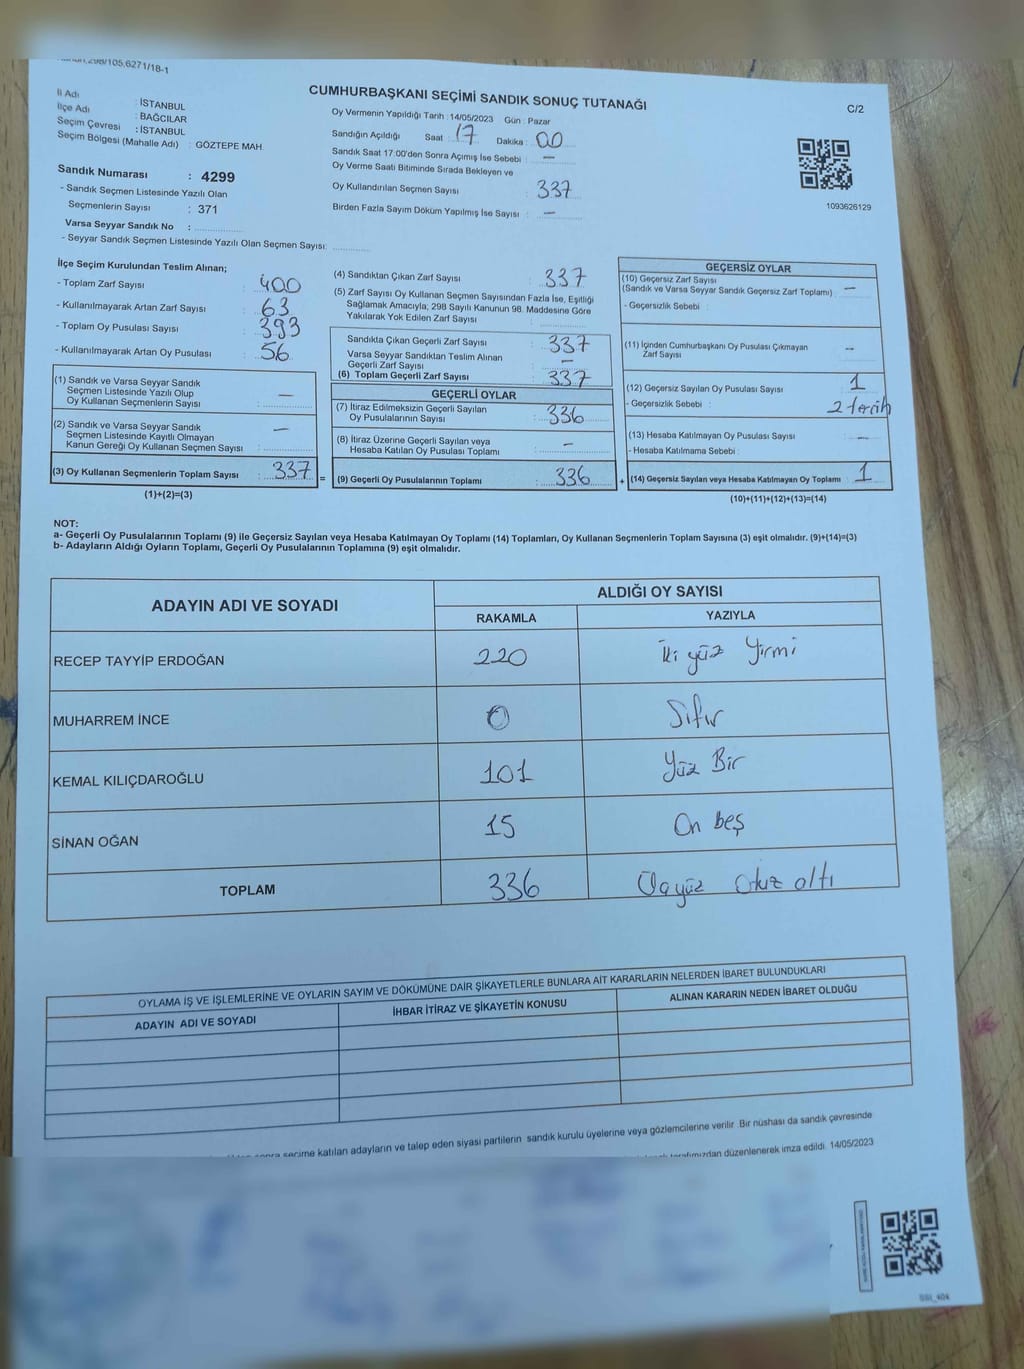 298/105,6271/18-1
CUMHURBAŞKANI SEÇİMİ SANDIK SONUÇ TUTANAĞI
C/2
İl Adı : İSTANBUL
İlçe Adı : BAĞCILAR
Seçim Çevresi : İSTANBUL
Seçim Bölgesi (Mahalle Adı) : GÖZTEPE MAH.
Sandık Numarası : 4299
- Sandık Seçmen Listesinde Yazılı Olan
Seçmenlerin Sayısı : 371
Varsa Seyyar Sandık No :
- Seyyar Sandık Seçmen Listesinde Yazılı Olan Seçmen Sayısı:
Oy Vermenin Yapıldığı Tarih : 14/05/2023 Gün : Pazar
Sandığın Açıldığı Saat : 17 Dakika : 00
Sandık Saat 17:00'den Sonra Açımış İse Sebebi : —
Oy Verme Saati Bitiminde Sırada Bekleyen ve
Oy Kullandırılan Seçmen Sayısı : 337
Birden Fazla Sayım Döküm Yapılmış İse Sayısı : —
1093626129
İlçe Seçim Kurulundan Teslim Alınan;
- Toplam Zarf Sayısı : 400
- Kullanılmayarak Artan Zarf Sayısı : 63
- Toplam Oy Pusulası Sayısı : 393
- Kullanılmayarak Artan Oy Pusulası : 56
(1) Sandık ve Varsa Seyyar Sandık
Seçmen Listesinde Yazılı Olup
Oy Kullanan Seçmenlerin Sayısı : —
(2) Sandık ve Varsa Seyyar Sandık
Seçmen Listesinde Kayıtlı Olmayan
Kanun Gereği Oy Kullanan Seçmen Sayısı : —
(3) Oy Kullanan Seçmenlerin Toplam Sayısı : 337 =
(1)+(2)=(3)
(4) Sandıktan Çıkan Zarf Sayısı : 337
(5) Zarf Sayısı Oy Kullanan Seçmen Sayısından Fazla İse, Eşitliği
Sağlamak Amacıyla; 298 Sayılı Kanunun 98. Maddesine Göre
Yakılarak Yok Edilen Zarf Sayısı :
Sandıkta Çıkan Geçerli Zarf Sayısı : 337
Varsa Seyyar Sandıktan Teslim Alınan
Geçerli Zarf Sayısı : —
(6) Toplam Geçerli Zarf Sayısı : 337
GEÇERLİ OYLAR
(7) İtiraz Edilmeksizin Geçerli Sayılan
Oy Pusulalarının Sayısı : 336
(8) İtiraz Üzerine Geçerli Sayılan veya
Hesaba Katılan Oy Pusulası Toplamı : —
(9) Geçerli Oy Pusulalarının Toplamı : 336 +
GEÇERSİZ OYLAR
(10) Geçersiz Zarf Sayısı
(Sandık ve Varsa Seyyar Sandık Geçersiz Zarf Toplamı) : —
- Geçersizlik Sebebi :
(11) İçinden Cumhurbaşkanı Oy Pusulası Çıkmayan
Zarf Sayısı : —
(12) Geçersiz Sayılan Oy Pusulası Sayısı : 1
- Geçersizlik Sebebi : 2 tercih
(13) Hesaba Katılmayan Oy Pusulası Sayısı : —
- Hesaba Katılmama Sebebi :
(14) Geçersiz Sayılan veya Hesaba Katılmayan Oy Toplamı : 1
(10)+(11)+(12)+(13)=(14)
NOT:
a- Geçerli Oy Pusulalarının Toplamı (9) ile Geçersiz Sayılan veya Hesaba Katılmayan Oy Toplamı (14) Toplamları, Oy Kullanan Seçmenlerin Toplam Sayısına (3) eşit olmalıdır. (9)+(14)=(3)
b- Adayların Aldığı Oyların Toplamı, Geçerli Oy Pusulalarının Toplamına (9) eşit olmalıdır.
ADAYIN ADI VE SOYADI ALDIĞI OY SAYISI
RAKAMLA YAZIYLA
RECEP TAYYİP ERDOĞAN 220 İki yüz Yirmi
MUHARREM İNCE 0 Sıfır
KEMAL KILIÇDAROĞLU 101 Yüz Bir
SİNAN OĞAN 15 On beş
TOPLAM 336 Üçyüz Otuz altı
OYLAMA İŞ VE İŞLEMLERİNE VE OYLARIN SAYIM VE DÖKÜMÜNE DAİR ŞİKAYETLERLE BUNLARA AİT KARARLARIN NELERDEN İBARET BULUNDUKLARI
ADAYIN ADI VE SOYADI İHBAR İTİRAZ VE ŞİKAYETİN KONUSU ALINAN KARARIN NEDEN İBARET OLDUĞU
sonra seçime katılan adayların ve talep eden siyasi partilerin sandık kurulu üyelerine veya gözlemcilerine verilir. Bir nüshası da sandık çevresinde
tarafımızdan düzenlenerek imza edildi. 14/05/2023